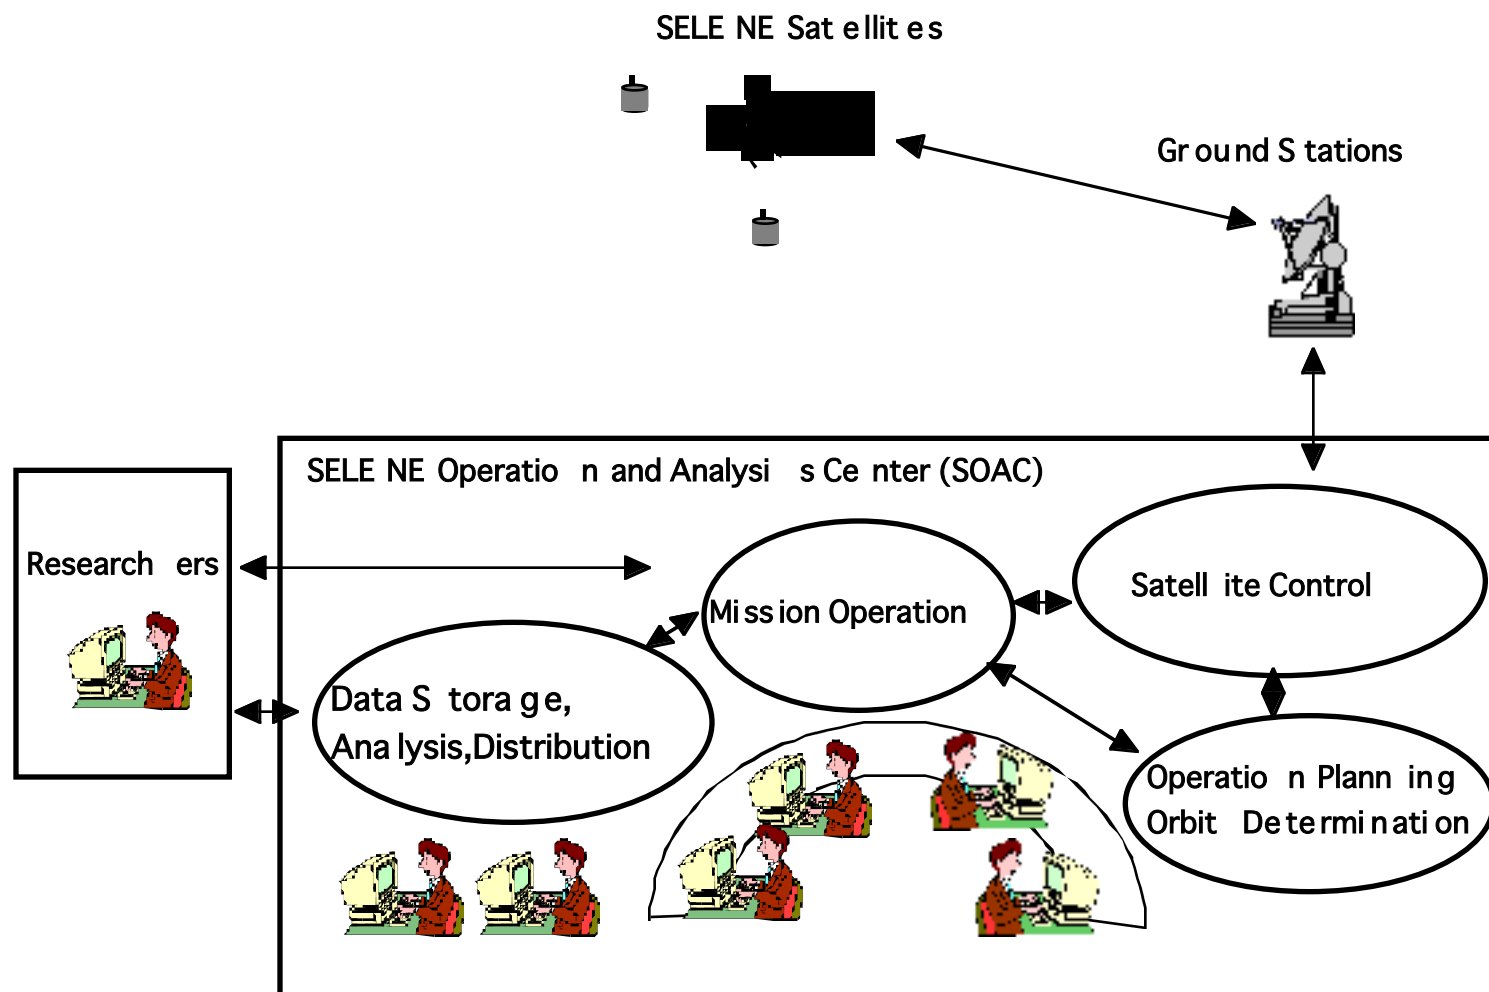 SELENE Satellites
Ground Stations
SELENE Operation and Analysis Center (SOAC)
Researchers
Mission Operation
Satellite Control
Data Storage,
Analysis,Distribution
Operation Planning
Orbit Determination